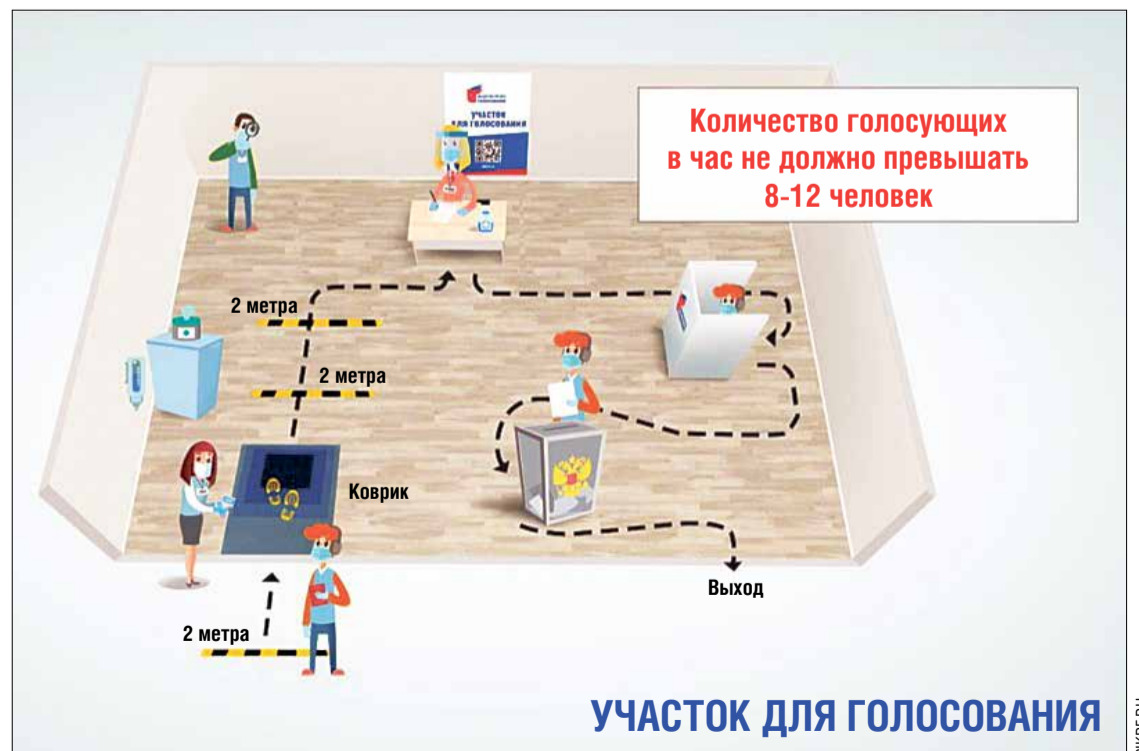 Количество голосующих
в час не должно превышать
8-12 человек
ГОЛОСОВАНИЯ
УЧАСТОК
ДЛЯ ГОЛОСОВАНИЯ
2 метра
2 метра
Коврик
Выход
2 метра
УЧАСТОК ДЛЯ ГОЛОСОВАНИЯ